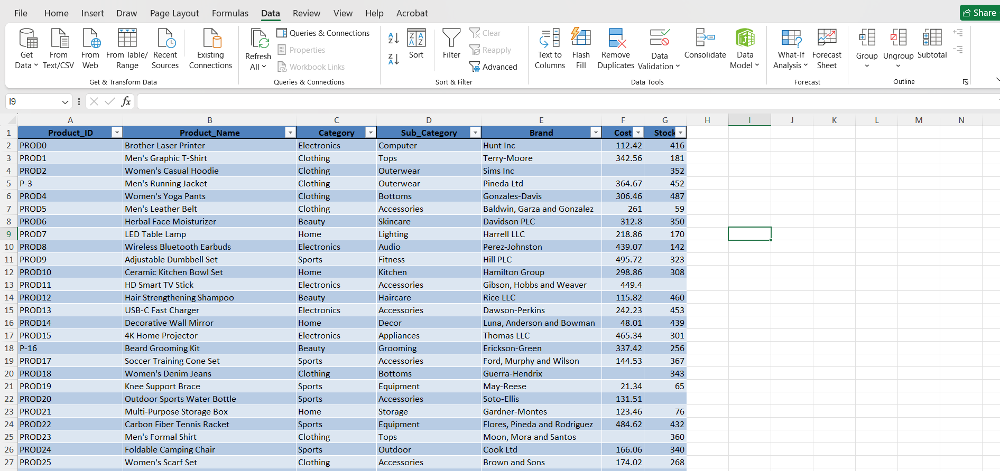 File Home Insert Draw Page Layout Formulas Data Review View Help Acrobat Share
Get Data From Text/CSV From Web From Table/ Range Recent Sources Existing Connections
Get & Transform Data
Refresh All Queries & Connections Properties Workbook Links
Queries & Connections
Sort Filter Clear Reapply Advanced
Sort & Filter
Text to Columns Flash Fill Remove Duplicates Data Validation Consolidate Data Model
Data Tools
What-If Analysis Forecast Sheet
Forecast
Group Ungroup Subtotal
Outline
I9 fx
A B C D E F G H I J K L M N
1 Product_ID Product_Name Category Sub_Category Brand Cost Stock
2 PROD0 Brother Laser Printer Electronics Computer Hunt Inc 112.42 416
3 PROD1 Men's Graphic T-Shirt Clothing Tops Terry-Moore 342.56 181
4 PROD2 Women's Casual Hoodie Clothing Outerwear Sims Inc 352
5 P-3 Men's Running Jacket Clothing Outerwear Pineda Ltd 364.67 452
6 PROD4 Women's Yoga Pants Clothing Bottoms Gonzales-Davis 306.46 487
7 PROD5 Men's Leather Belt Clothing Accessories Baldwin, Garza and Gonzalez 261 59
8 PROD6 Herbal Face Moisturizer Beauty Skincare Davidson PLC 312.8 350
9 PROD7 LED Table Lamp Home Lighting Harrell LLC 218.86 170
10 PROD8 Wireless Bluetooth Earbuds Electronics Audio Perez-Johnston 439.07 142
11 PROD9 Adjustable Dumbbell Set Sports Fitness Hill PLC 495.72 323
12 PROD10 Ceramic Kitchen Bowl Set Home Kitchen Hamilton Group 298.86 308
13 PROD11 HD Smart TV Stick Electronics Accessories Gibson, Hobbs and Weaver 449.4
14 PROD12 Hair Strengthening Shampoo Beauty Haircare Rice LLC 115.82 460
15 PROD13 USB-C Fast Charger Electronics Accessories Dawson-Perkins 242.23 453
16 PROD14 Decorative Wall Mirror Home Decor Luna, Anderson and Bowman 48.01 439
17 PROD15 4K Home Projector Electronics Appliances Thomas LLC 465.34 301
18 P-16 Beard Grooming Kit Beauty Grooming Erickson-Green 337.42 256
19 PROD17 Soccer Training Cone Set Sports Accessories Ford, Murphy and Wilson 144.53 367
20 PROD18 Women's Denim Jeans Clothing Bottoms Guerra-Hendrix 343
21 PROD19 Knee Support Brace Sports Equipment May-Reese 21.34 65
22 PROD20 Outdoor Sports Water Bottle Sports Accessories Soto-Ellis 131.51
23 PROD21 Multi-Purpose Storage Box Home Storage Gardner-Montes 123.46 76
24 PROD22 Carbon Fiber Tennis Racket Sports Equipment Flores, Pineda and Rodriguez 484.62 432
25 PROD23 Men's Formal Shirt Clothing Tops Moon, Mora and Santos 360
26 PROD24 Foldable Camping Chair Sports Outdoor Cook Ltd 166.06 340
27 PROD25 Women's Scarf Set Clothing Accessories Brown and Sons 174.02 268